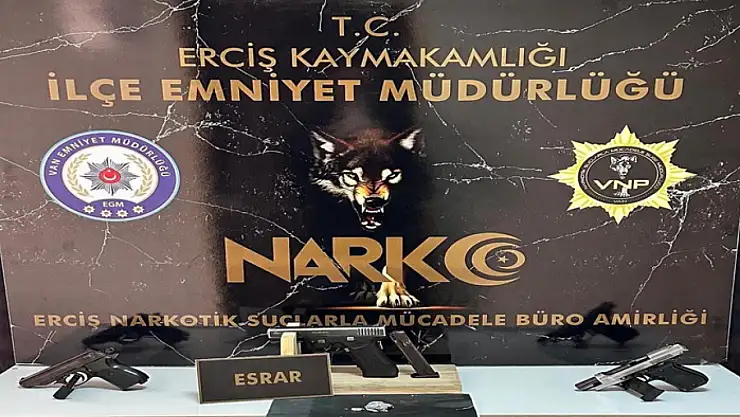 T.C.
ERCİŞ KAYMAKAMLIĞI
İLÇE EMNİYET MÜDÜRLÜĞÜ
VAN EMNİYET MÜDÜRLÜĞÜ
EGM
VNP
VAN
NARKO
ERCİŞ NARKOTİK SUÇLARLA MÜCADELE BÜRO AMİRLİĞİ
ESRAR